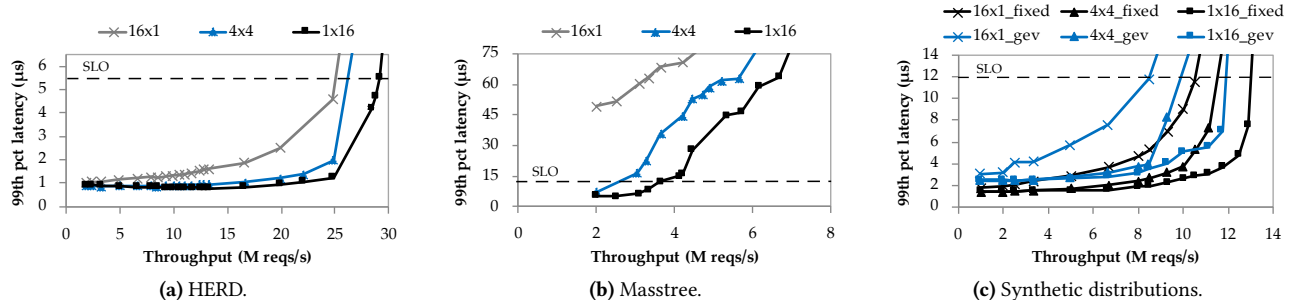 16x1 4x4 1x16
99th pct latency (µs)
6
5
4
3
2
1
0
SLO
0 5 10 15 20 25 30
Throughput (M reqs/s)
(a) HERD.
16x1 4x4 1x16
99th pct latency (µs)
75
60
45
30
15
0
SLO
0 2 4 6 8
Throughput (M reqs/s)
(b) Masstree.
16x1_fixed 4x4_fixed 1x16_fixed
16x1_gev 4x4_gev 1x16_gev
99th pct latency (µs)
14
12
10
8
6
4
2
0
SLO
0 2 4 6 8 10 12 14
Throughput (M reqs/s)
(c) Synthetic distributions.